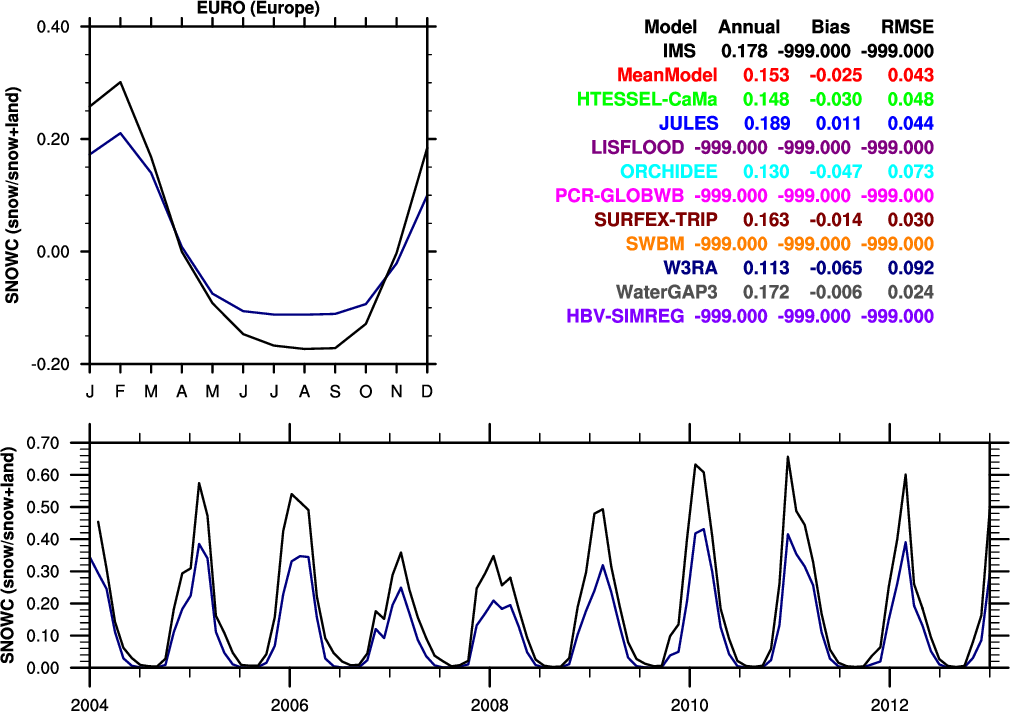 EURO (Europe)
0.40
0.20
0.00
-0.20
SNOWC (snow/snow+land)
J F M A M J J A S O N D
Model Annual Bias RMSE
IMS 0.178 -999.000 -999.000
MeanModel 0.153 -0.025 0.043
HTESSEL-CaMa 0.148 -0.030 0.048
JULES 0.189 0.011 0.044
LISFLOOD -999.000 -999.000 -999.000
ORCHIDEE 0.130 -0.047 0.073
PCR-GLOBWB -999.000 -999.000 -999.000
SURFEX-TRIP 0.163 -0.014 0.030
SWBM -999.000 -999.000 -999.000
W3RA 0.113 -0.065 0.092
WaterGAP3 0.172 -0.006 0.024
HBV-SIMREG -999.000 -999.000 -999.000
0.70
0.60
0.50
0.40
0.30
0.20
0.10
0.00
SNOWC (snow/snow+land)
2004 2006 2008 2010 2012